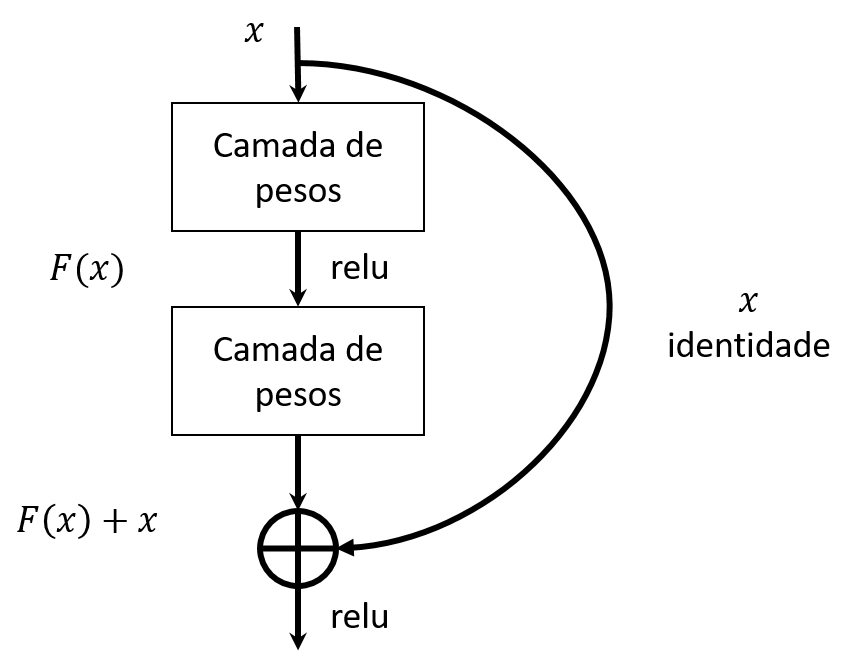 x
Camada de
pesos
F(x)
relu
x
identidade
Camada de
pesos
F(x) + x
relu